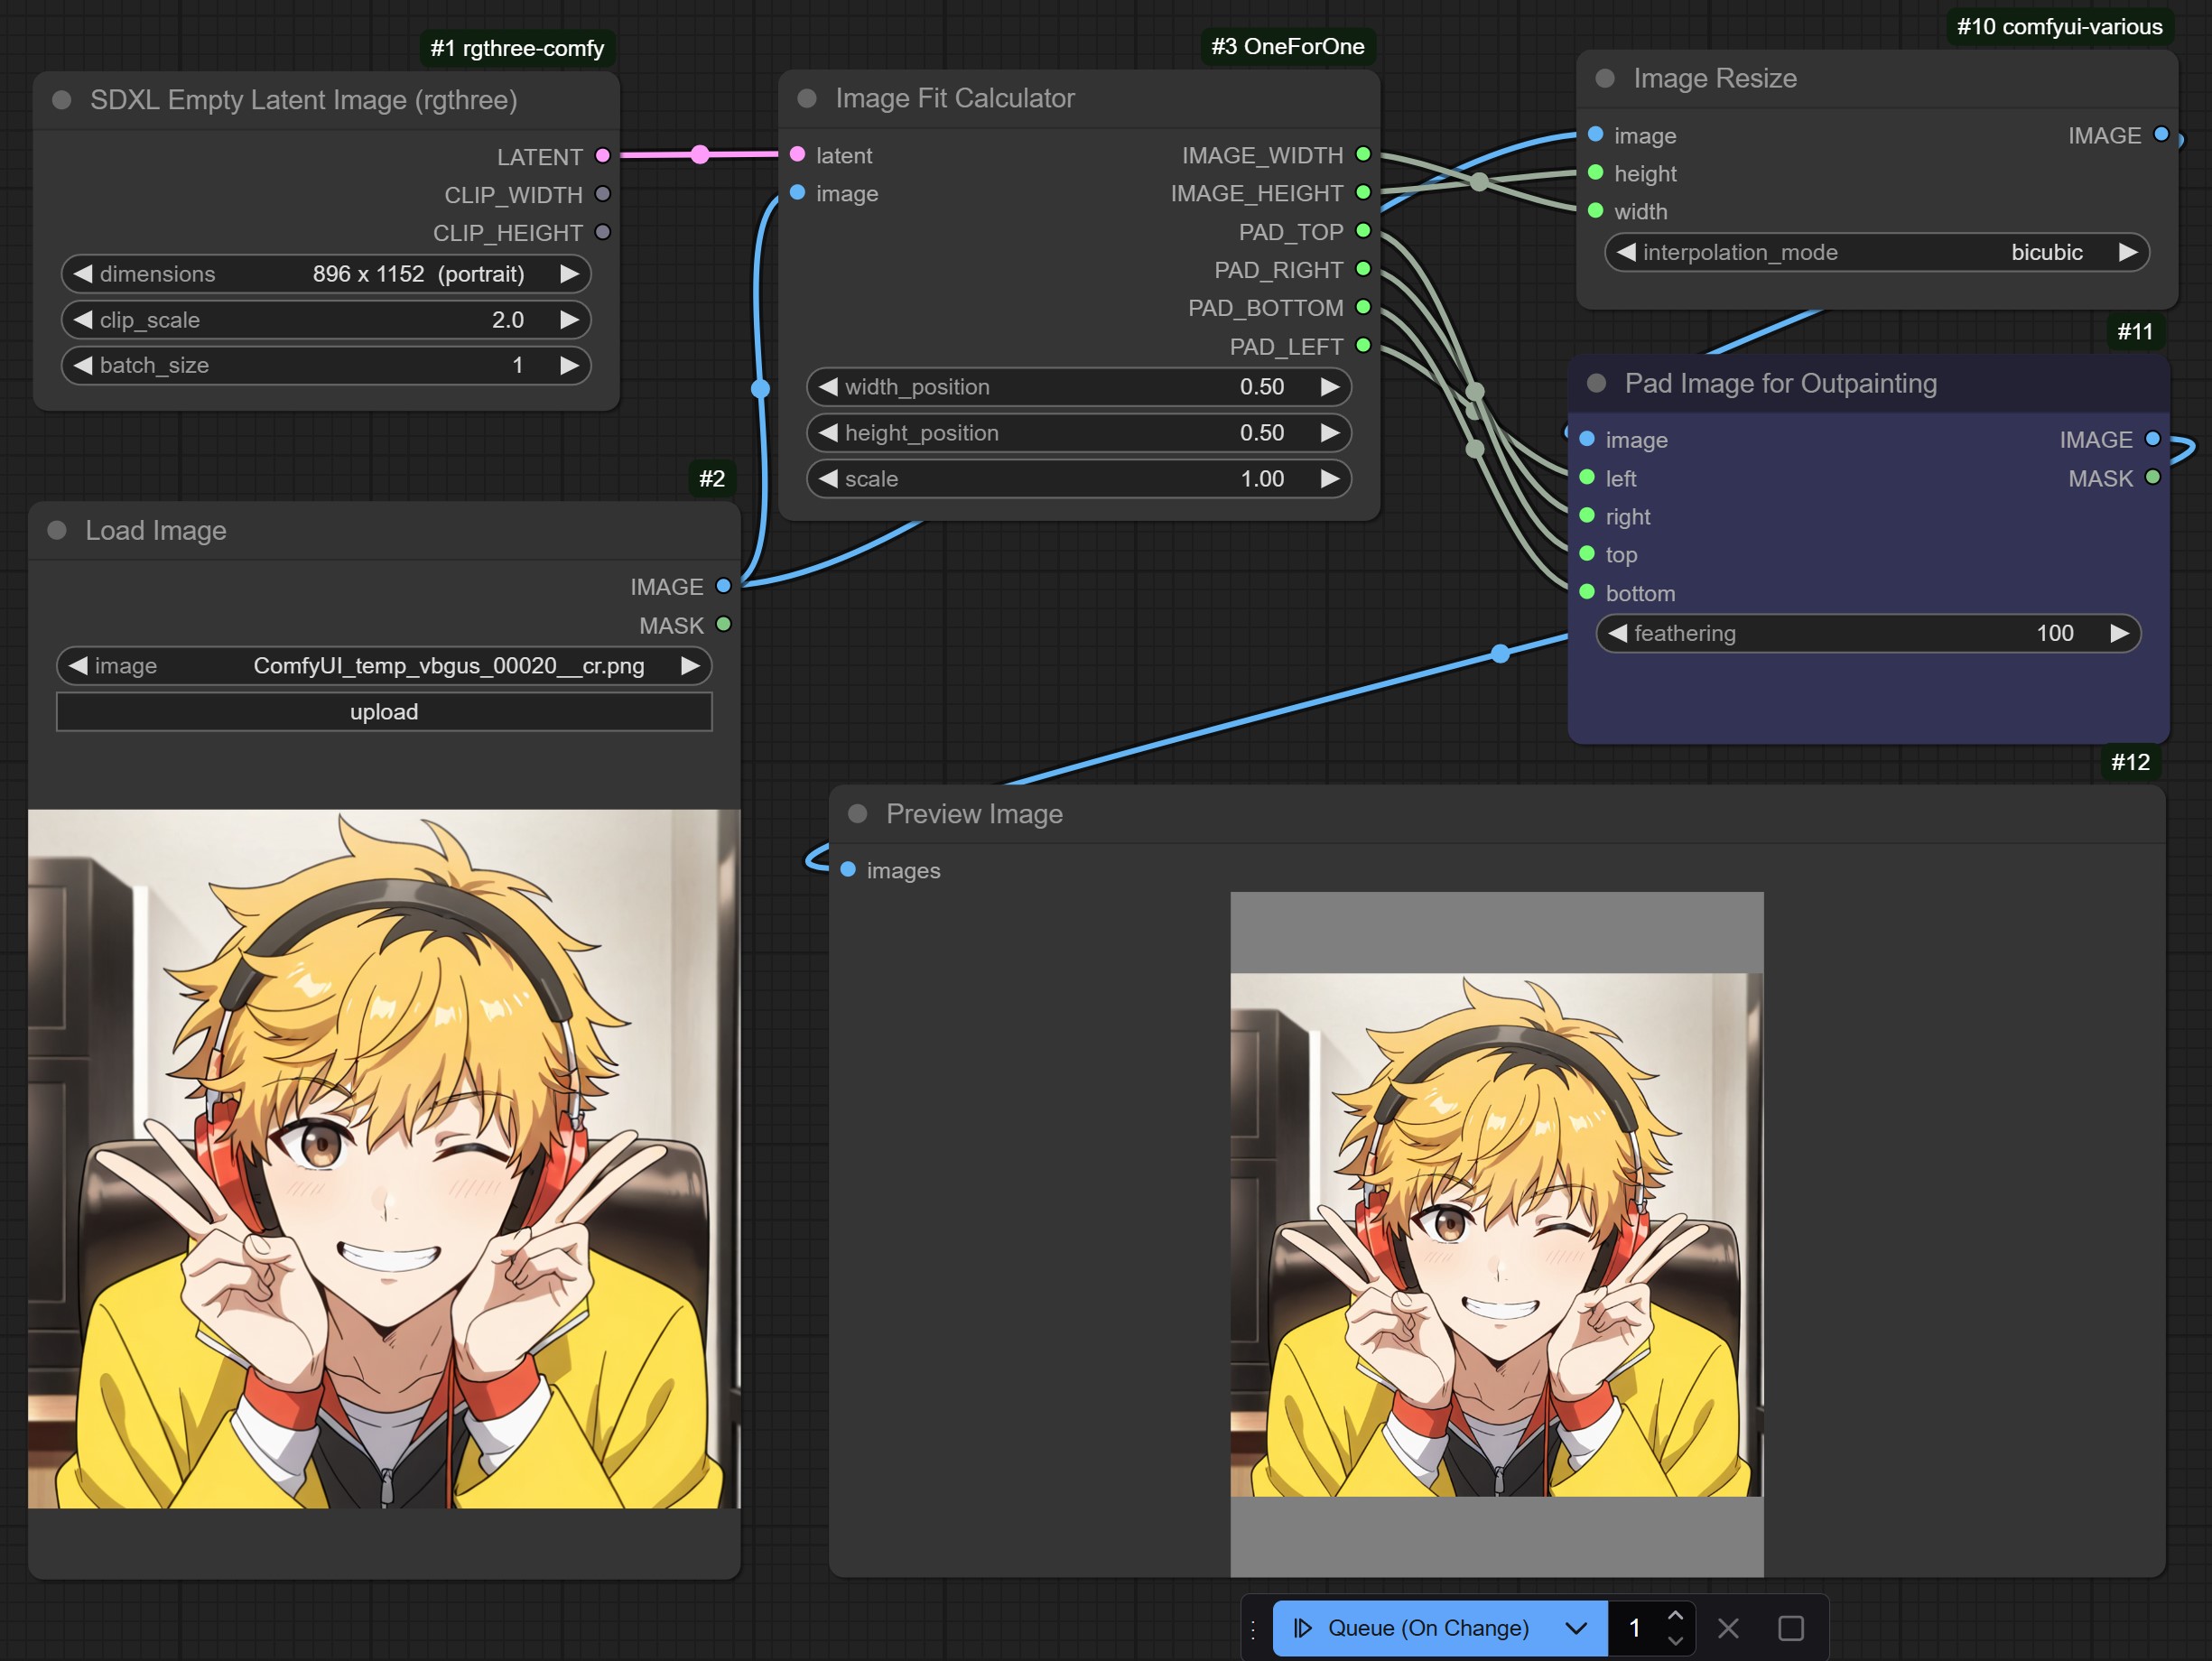 #1 rgthree-comfy
SDXL Empty Latent Image (rgthree)
LATENT
CLIP_WIDTH
CLIP_HEIGHT
dimensions 896 x 1152 (portrait)
clip_scale 2.0
batch_size 1
#2
Load Image
IMAGE
MASK
image ComfyUI_temp_vbgus_00020__cr.png
upload
#3 OneForOne
Image Fit Calculator
latent IMAGE_WIDTH
image IMAGE_HEIGHT
PAD_TOP
PAD_RIGHT
PAD_BOTTOM
PAD_LEFT
width_position 0.50
height_position 0.50
scale 1.00
#10 comfyui-various
Image Resize
image IMAGE
height
width
interpolation_mode bicubic
#11
Pad Image for Outpainting
image IMAGE
left MASK
right
top
bottom
feathering 100
#12
Preview Image
images
Queue (On Change) 1